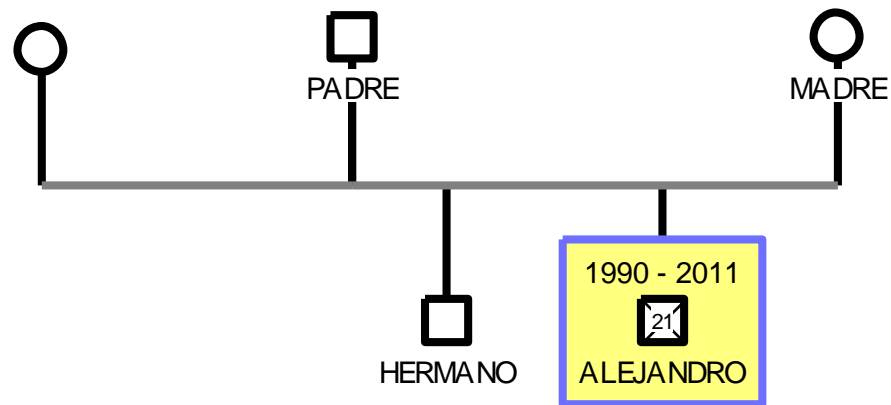 PADRE
MADRE
1990 - 2011
21
HERMANO
ALEJANDRO